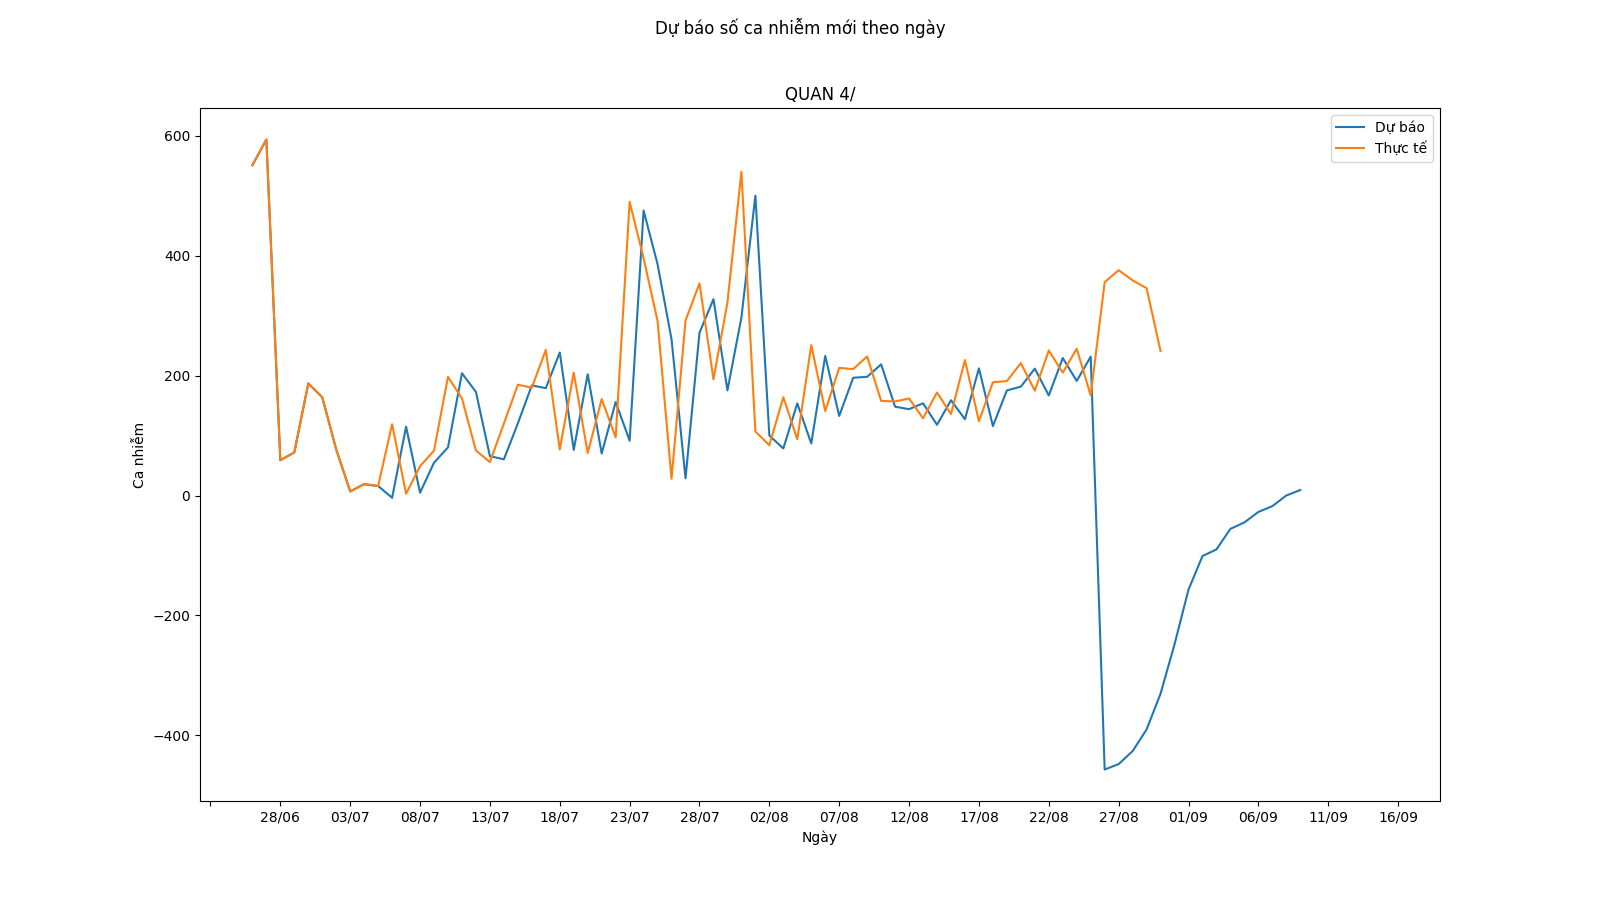 Dự báo số ca nhiễm mới theo ngày
QUAN 4/
Dự báo
Thực tế
Ca nhiễm
600
400
200
0
−200
−400
28/06 03/07 08/07 13/07 18/07 23/07 28/07 02/08 07/08 12/08 17/08 22/08 27/08 01/09 06/09 11/09 16/09
Ngày